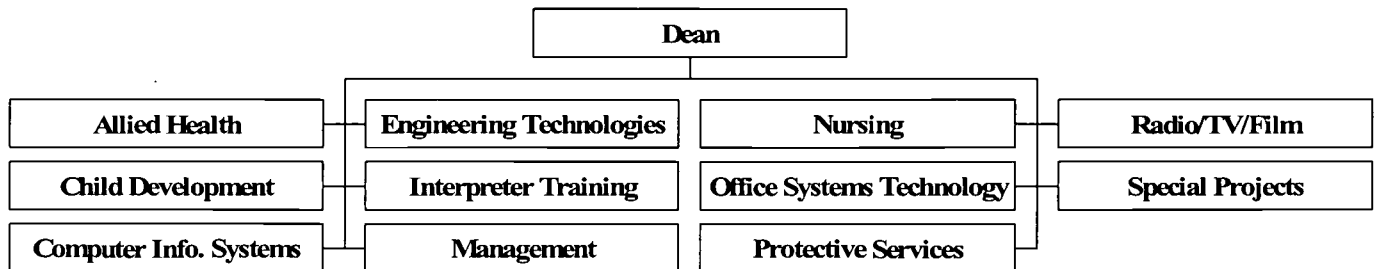 Dean
Allied Health
Engineering Technologies
Nursing
Radio/TV/Film
Child Development
Interpreter Training
Office Systems Technology
Special Projects
Computer Info. Systems
Management
Protective Services